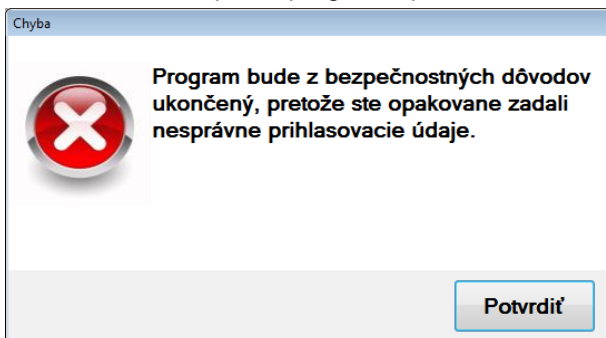 Chyba
Program bude z bezpečnostných dôvodov
ukončený, pretože ste opakovane zadali
nesprávne prihlasovacie údaje.
Potvrdiť